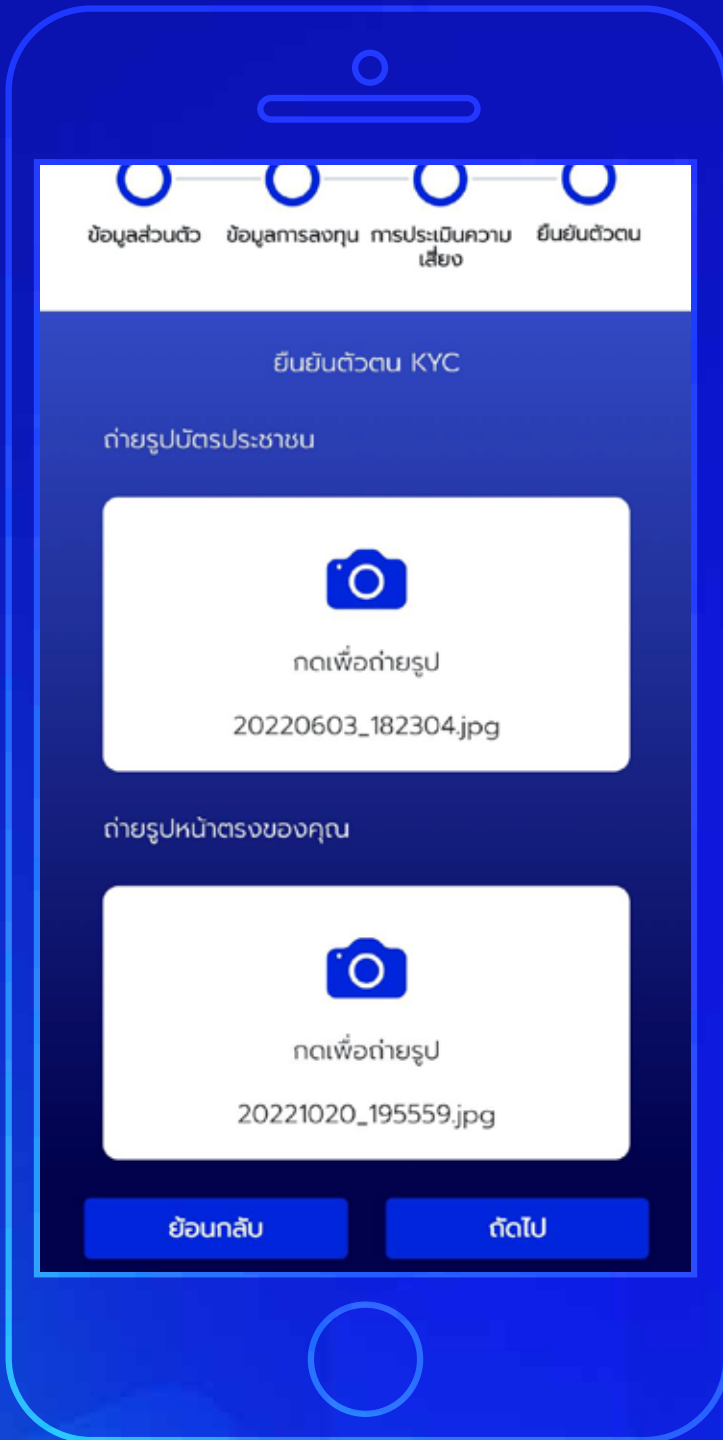 ข้อมูลส่วนตัว ข้อมูลการลงทุน การประเมินความ ยืนยันตัวตน
เสี่ยง
ยืนยันตัวตน KYC
ถ่ายรูปบัตรประชาชน
กดเพื่อถ่ายรูป
20220603_182304.jpg
ถ่ายรูปหน้าตรงของคุณ
กดเพื่อถ่ายรูป
20221020_195559.jpg
ย้อนกลับ ถัดไป